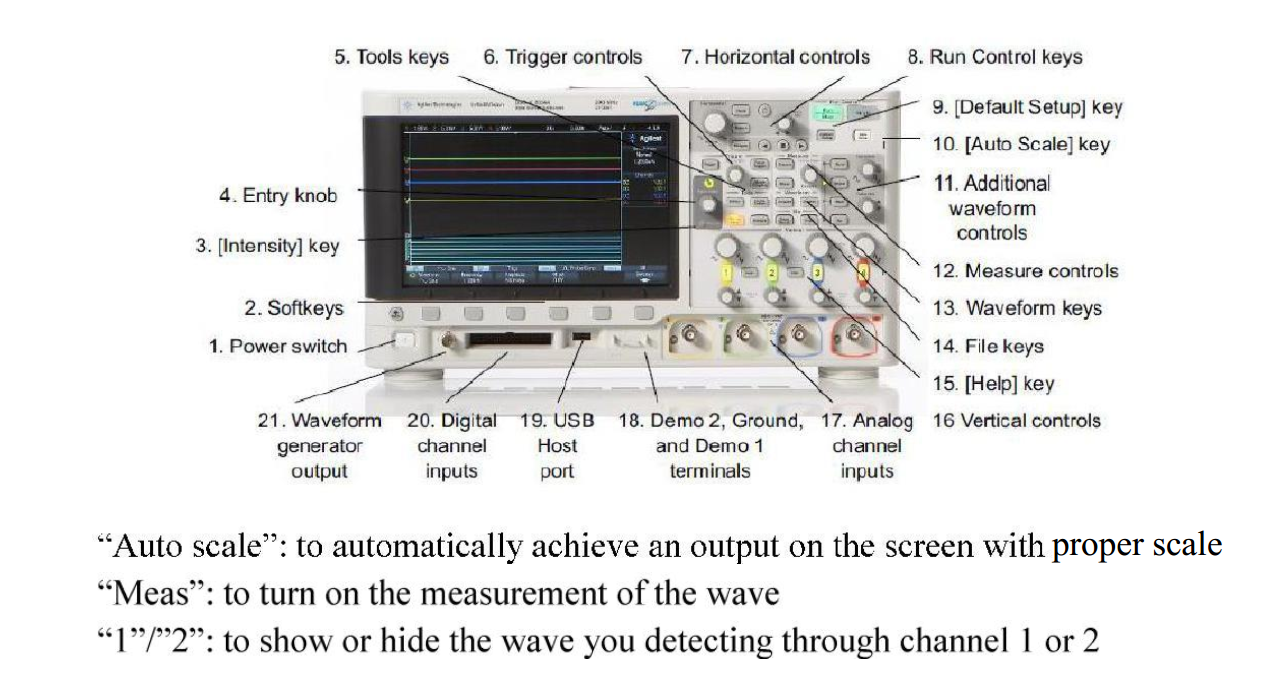 5. Tools keys 6. Trigger controls 7. Horizontal controls 8. Run Control keys
9. [Default Setup] key
10. [Auto Scale] key
11. Additional
waveform
controls
4. Entry knob
3. [Intensity] key
12. Measure controls
13. Waveform keys
2. Softkeys
1. Power switch
14. File keys
15. [Help] key
16 Vertical controls
21. Waveform
generator
output
20. Digital
channel
inputs
19. USB
Host
port
18. Demo 2, Ground,
and Demo 1
terminals
17. Analog
channel
inputs
Agilent
1 2 3 4
“Auto scale”: to automatically achieve an output on the screen with proper scale
“Meas”: to turn on the measurement of the wave
“1”/”2”: to show or hide the wave you detecting through channel 1 or 2